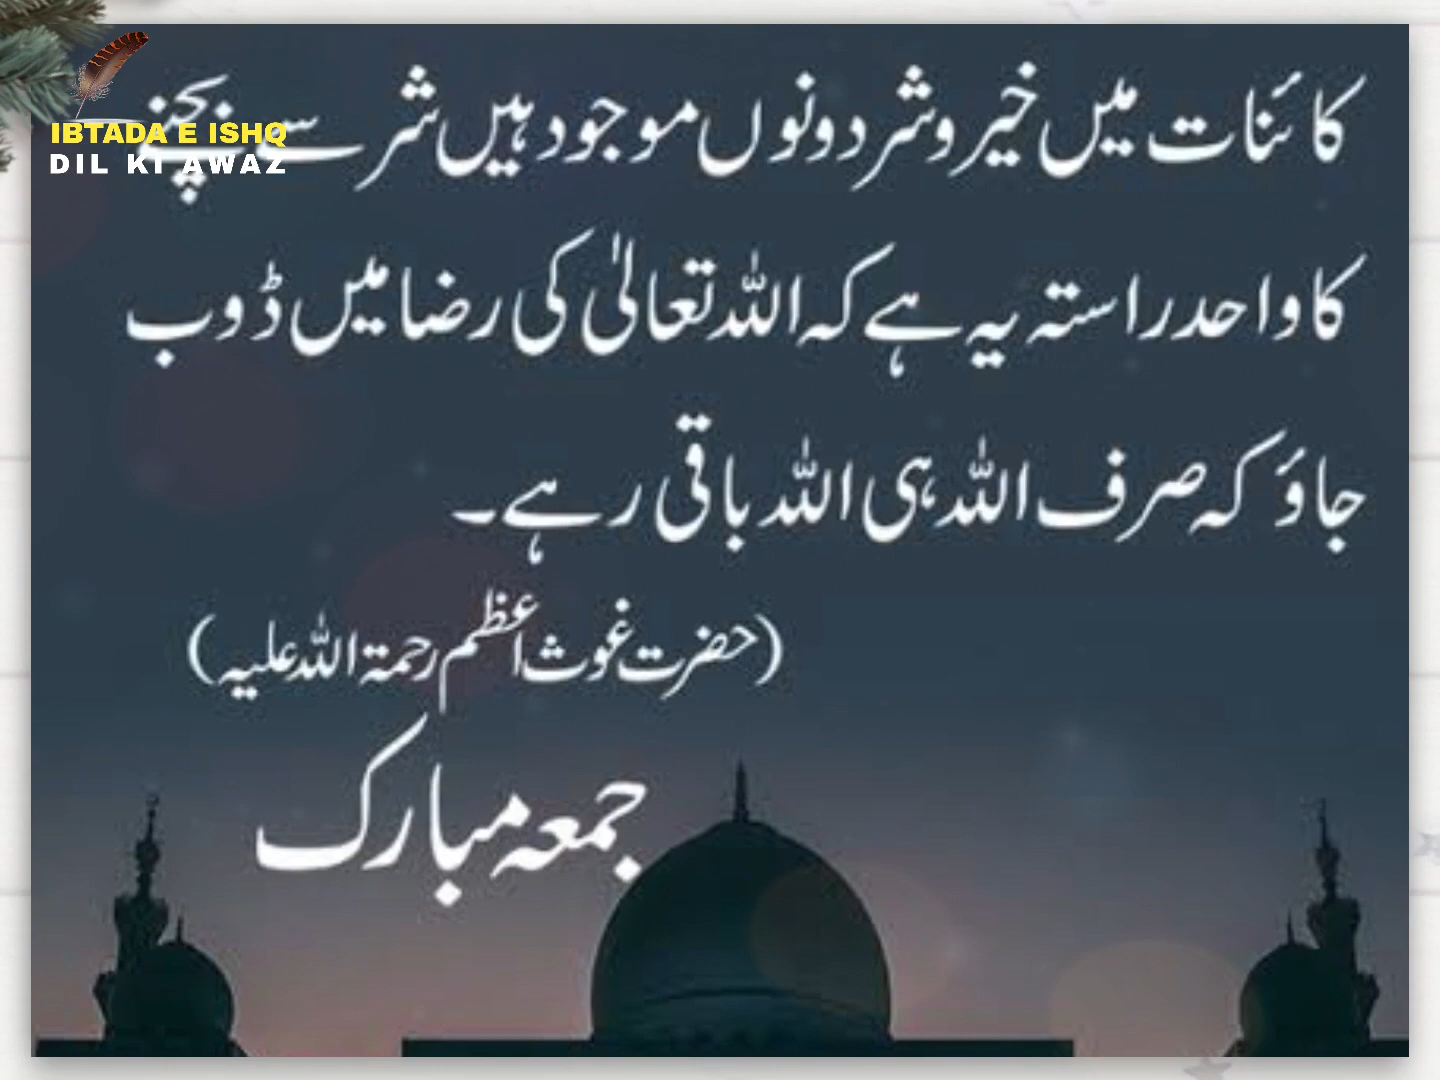 کائنات میں خیر و شر دونوں موجود ہیں شر سے بچنے
IBTADA E ISHQ
DIL KI AWAZ
کا واحد راستہ یہ ہے کہ اللہ تعالیٰ کی رضا میں ڈوب
جاؤ کہ صرف اللہ ہی اللہ باقی رہے۔
(حضرت غوث اعظم رحمۃ اللہ علیہ)
جمعہ مبارک